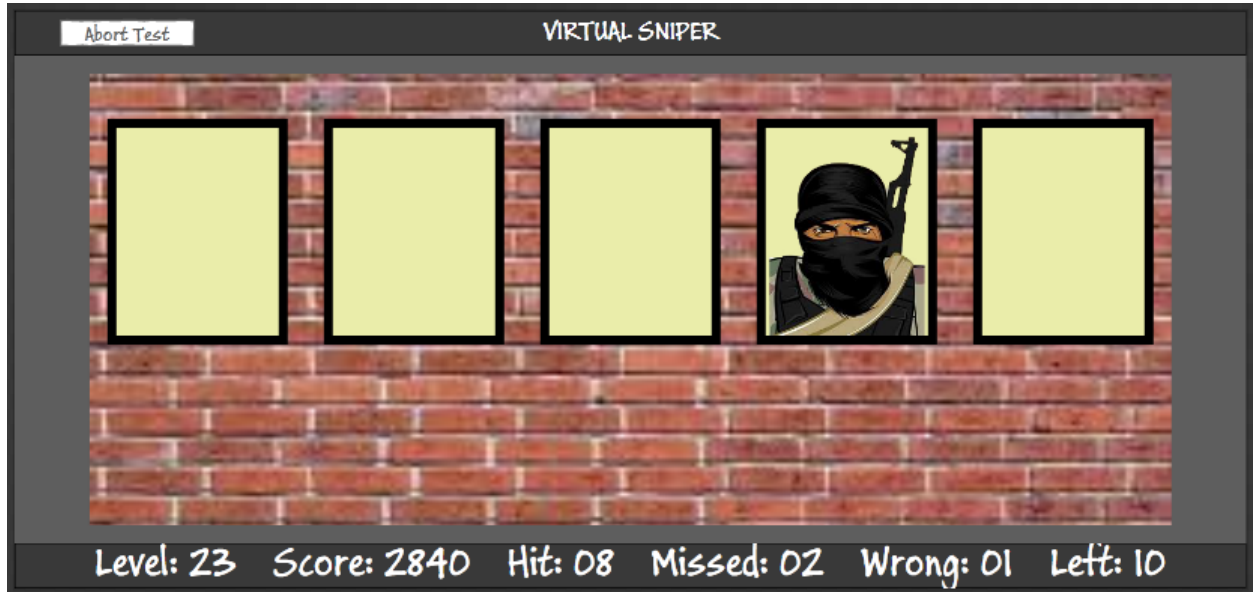 Abort Test
VIRTUAL SNIPER
Level: 23 Score: 2840 Hit: 08 Missed: 02 Wrong: 01 Left: 10